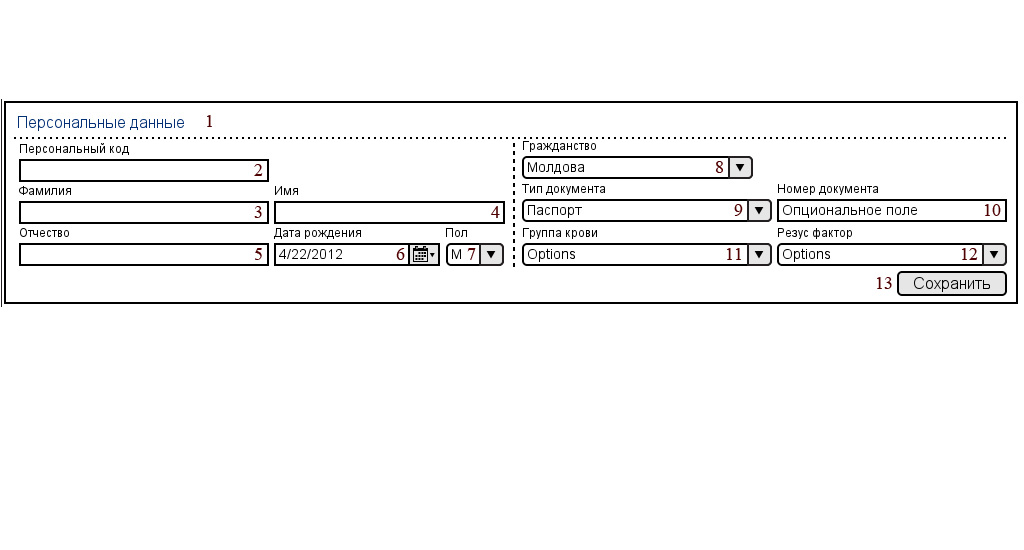 Персональные данные 1
Персональный код
2
Фамилия Имя
3 4
Отчество Дата рождения Пол
5 4/22/2012 6 М 7
Гражданство
Молдова 8
Тип документа Номер документа
Паспорт 9 Опциональное поле 10
Группа крови Резус фактор
Options 11 Options 12
13 Сохранить